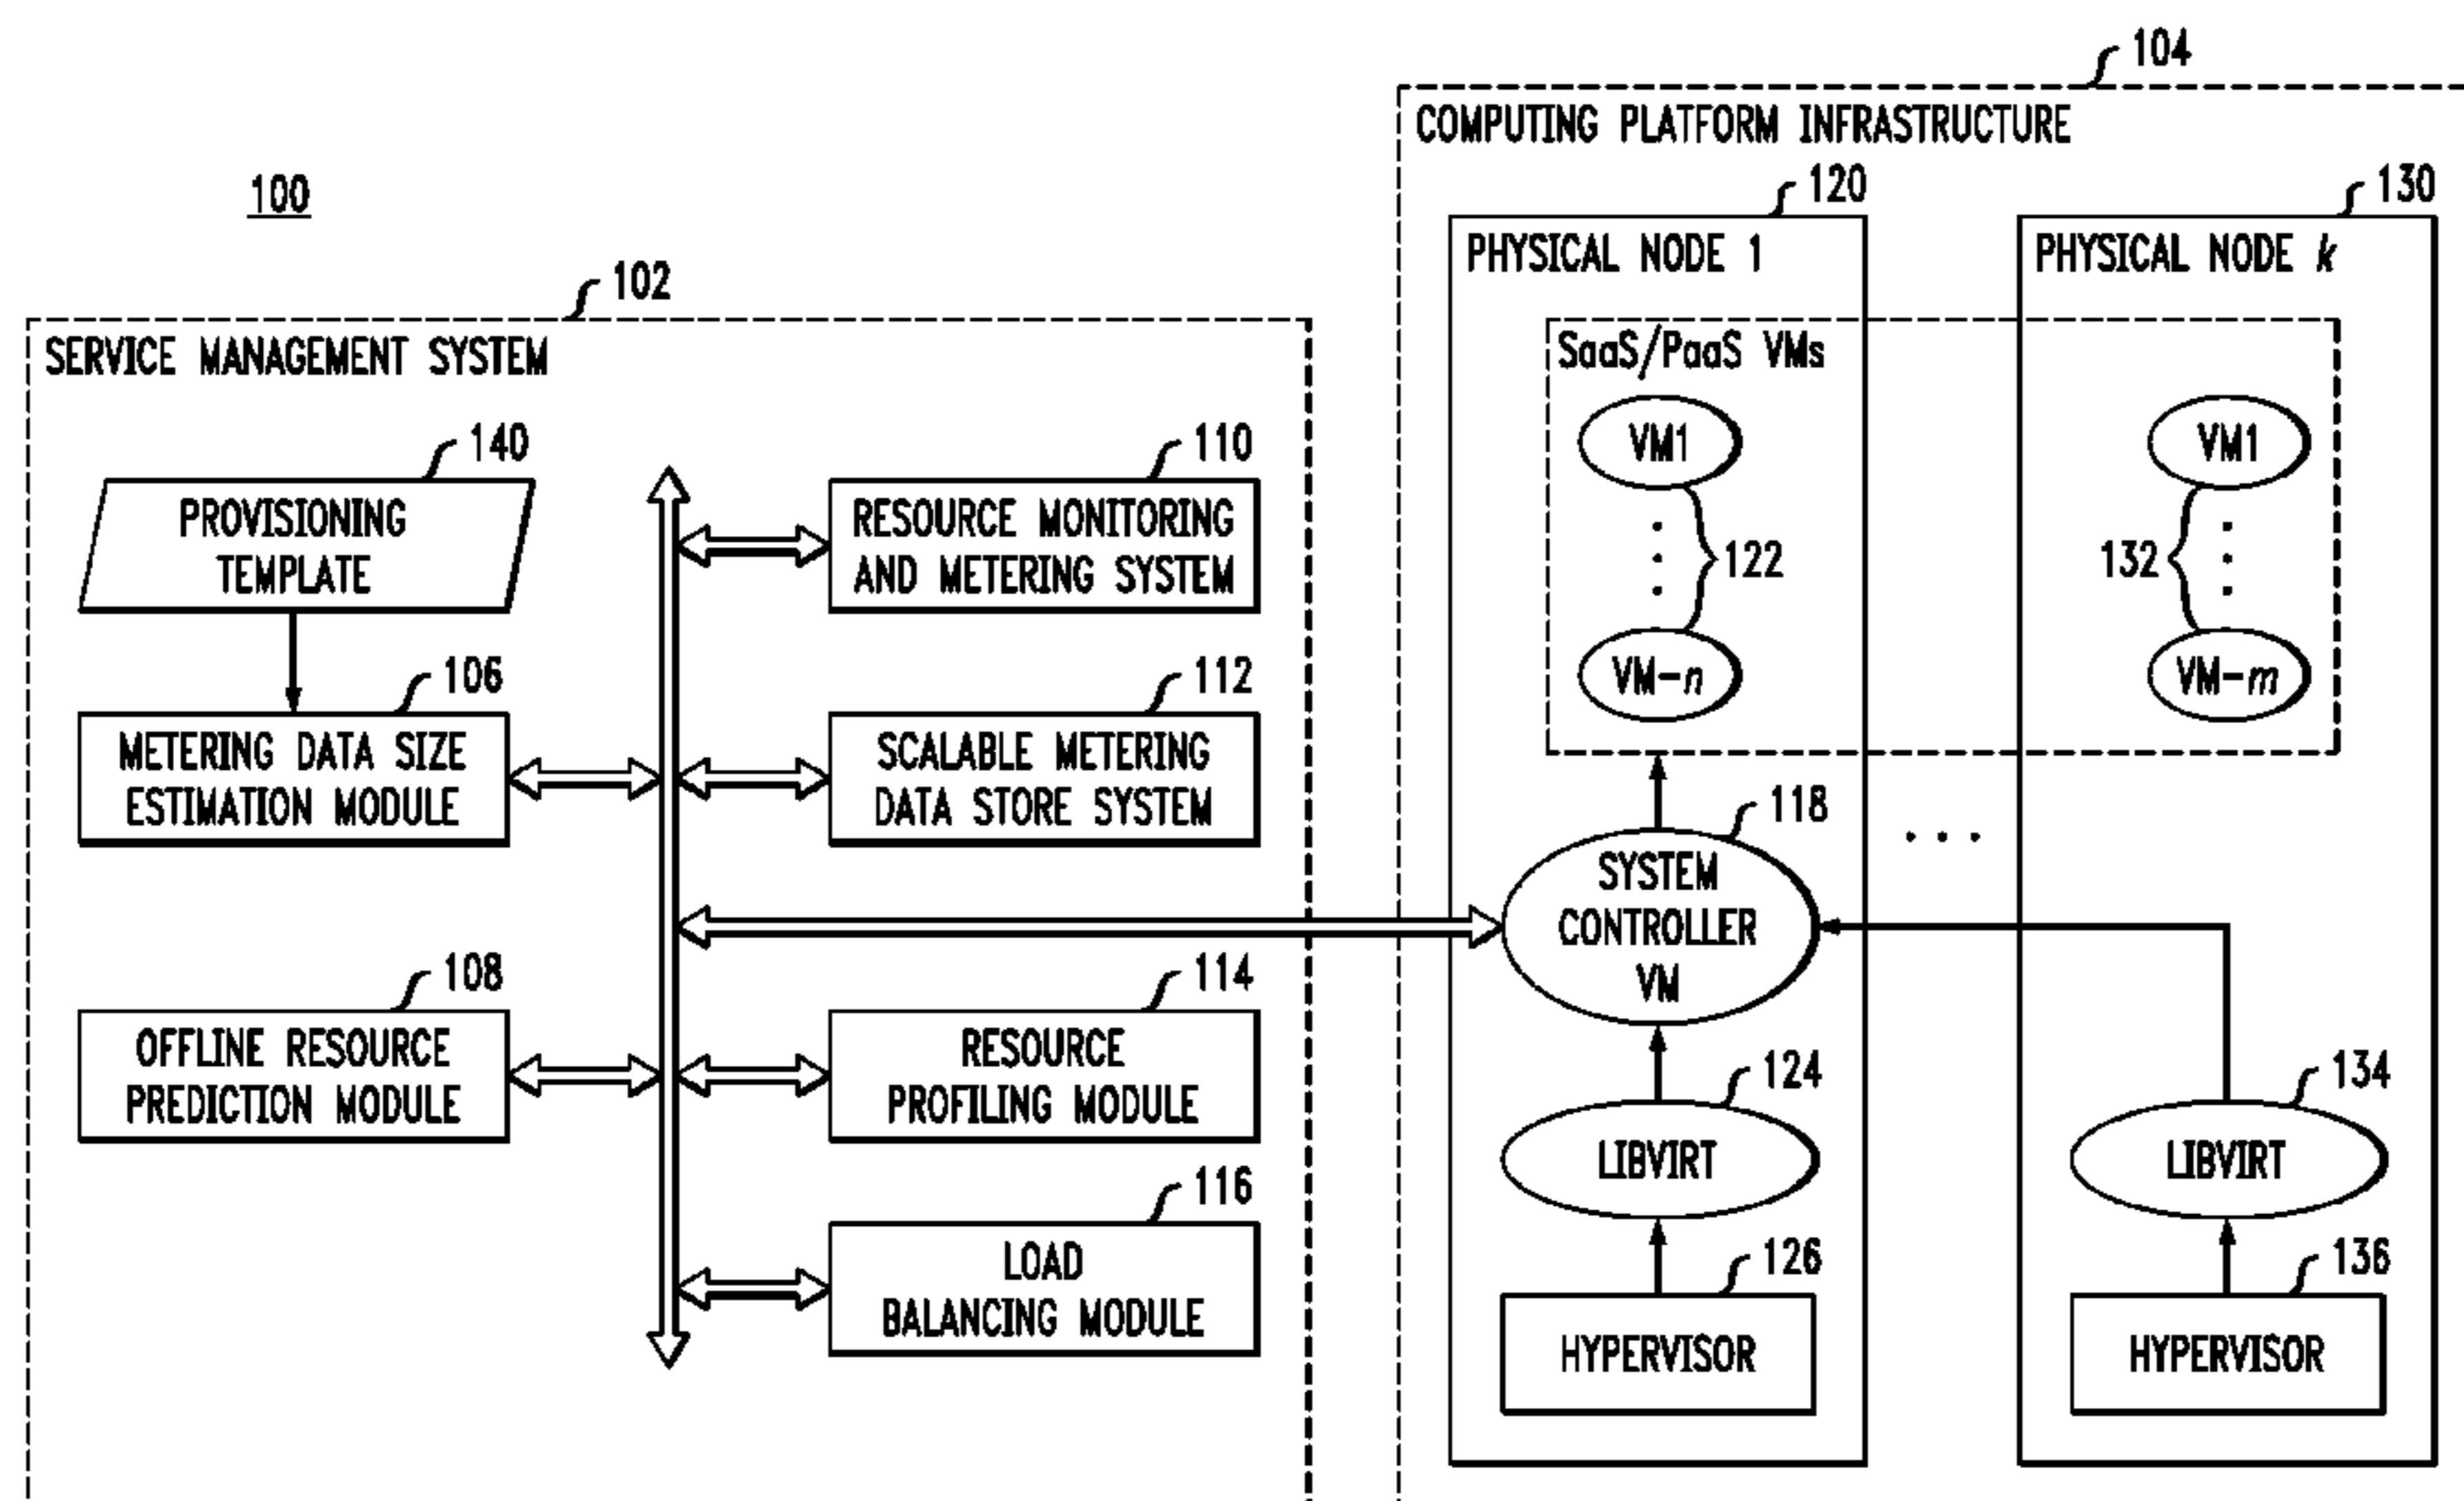 100
102
SERVICE MANAGEMENT SYSTEM
140
PROVISIONING
TEMPLATE
106
METERING DATA SIZE
ESTIMATION MODULE
108
OFFLINE RESOURCE
PREDICTION MODULE
110
RESOURCE MONITORING
AND METERING SYSTEM
112
SCALABLE METERING
DATA STORE SYSTEM
114
RESOURCE
PROFILING MODULE
116
LOAD
BALANCING MODULE
104
COMPUTING PLATFORM INFRASTRUCTURE
120
PHYSICAL NODE 1
SaaS/PaaS VMs
VM1
122
VM-n
118
SYSTEM
CONTROLLER
VM
124
LIBVIRT
126
HYPERVISOR
...
130
PHYSICAL NODE k
VM1
132
VM-m
134
LIBVIRT
136
HYPERVISOR